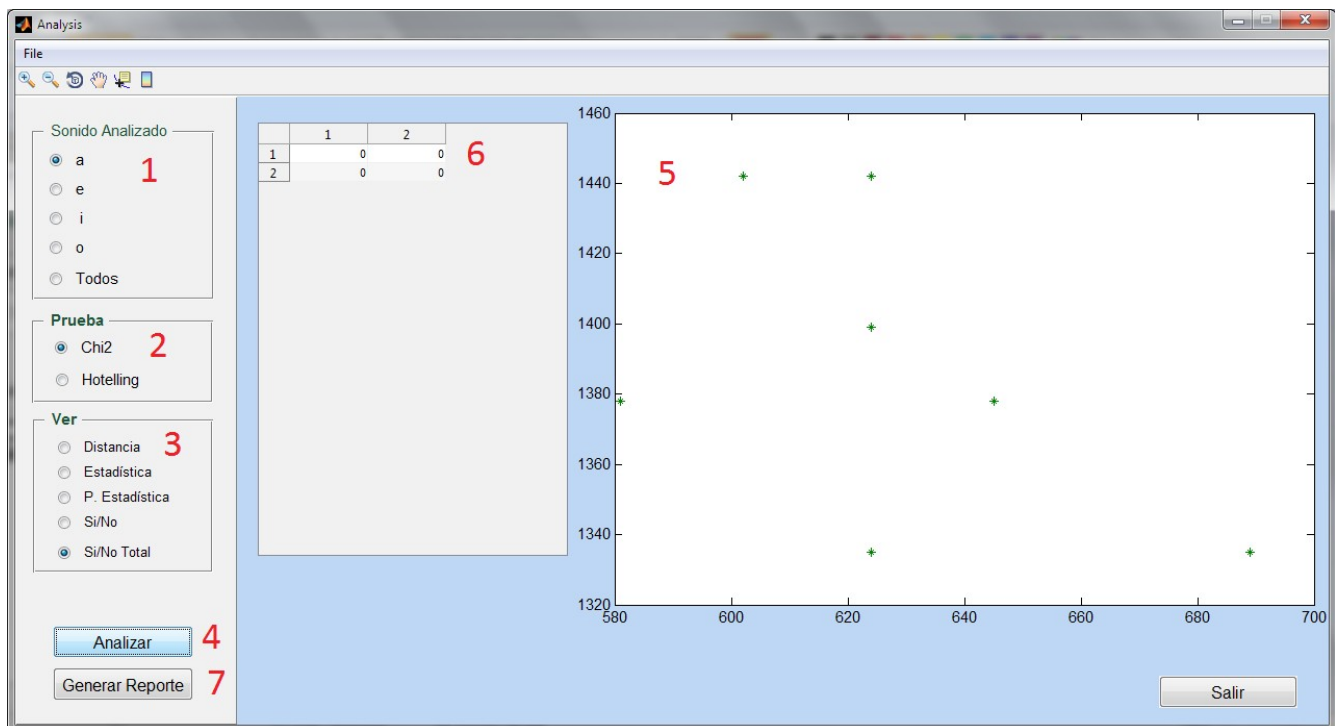 Analysis
File
Sonido Analizado
a
1
e
i
o
Todos
Prueba
Chi2
2
Hotelling
Ver
Distancia
3
Estadística
P. Estadística
Si/No
Si/No Total
Analizar
4
Generar Reporte
7
1 2
1 0 0
2 0 0
6
5
1460
1440
1420
1400
1380
1360
1340
1320
580 600 620 640 660 680 700
Salir